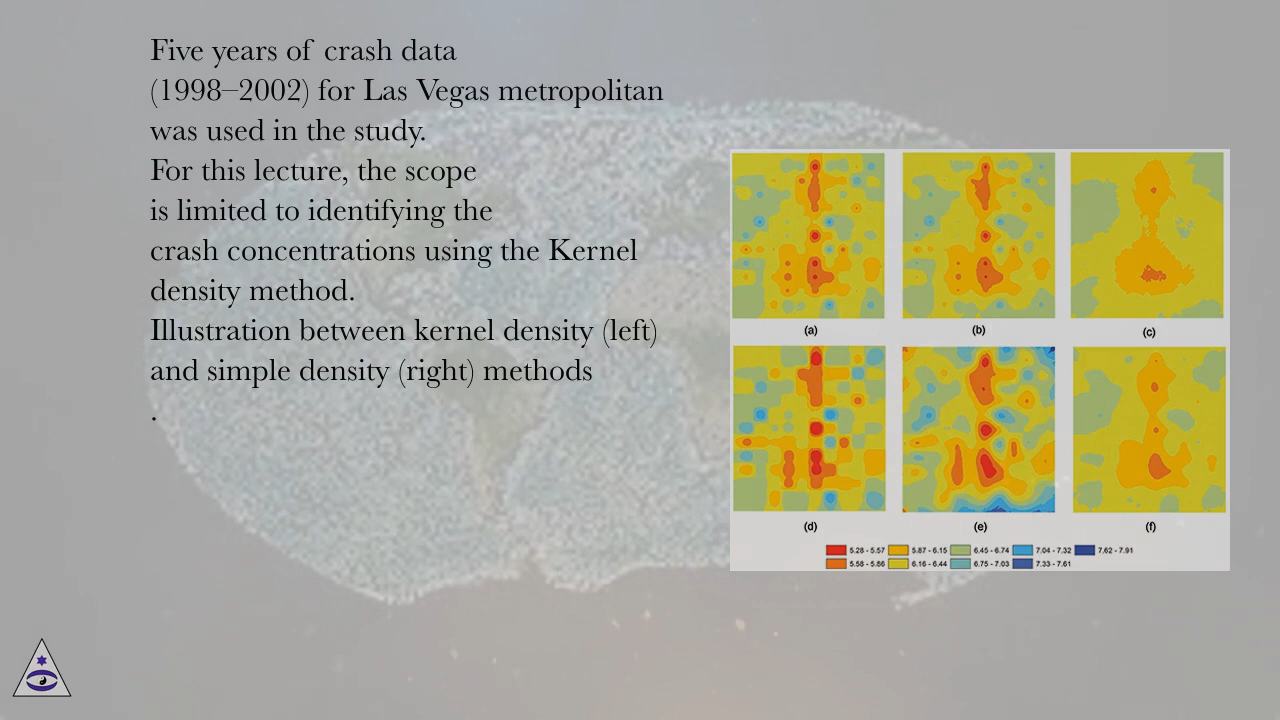 Five years of crash data
(1998–2002) for Las Vegas metropolitan
was used in the study.
For this lecture, the scope
is limited to identifying the
crash concentrations using the Kernel
density method.
Illustration between kernel density (left)
and simple density (right) methods
.
(a) (b) (c)
(d) (e) (f)
5.28 - 5.57 5.87 - 6.15 6.45 - 6.74 7.04 - 7.32 7.62 - 7.91
5.58 - 5.86 6.16 - 6.44 6.75 - 7.03 7.33 - 7.61